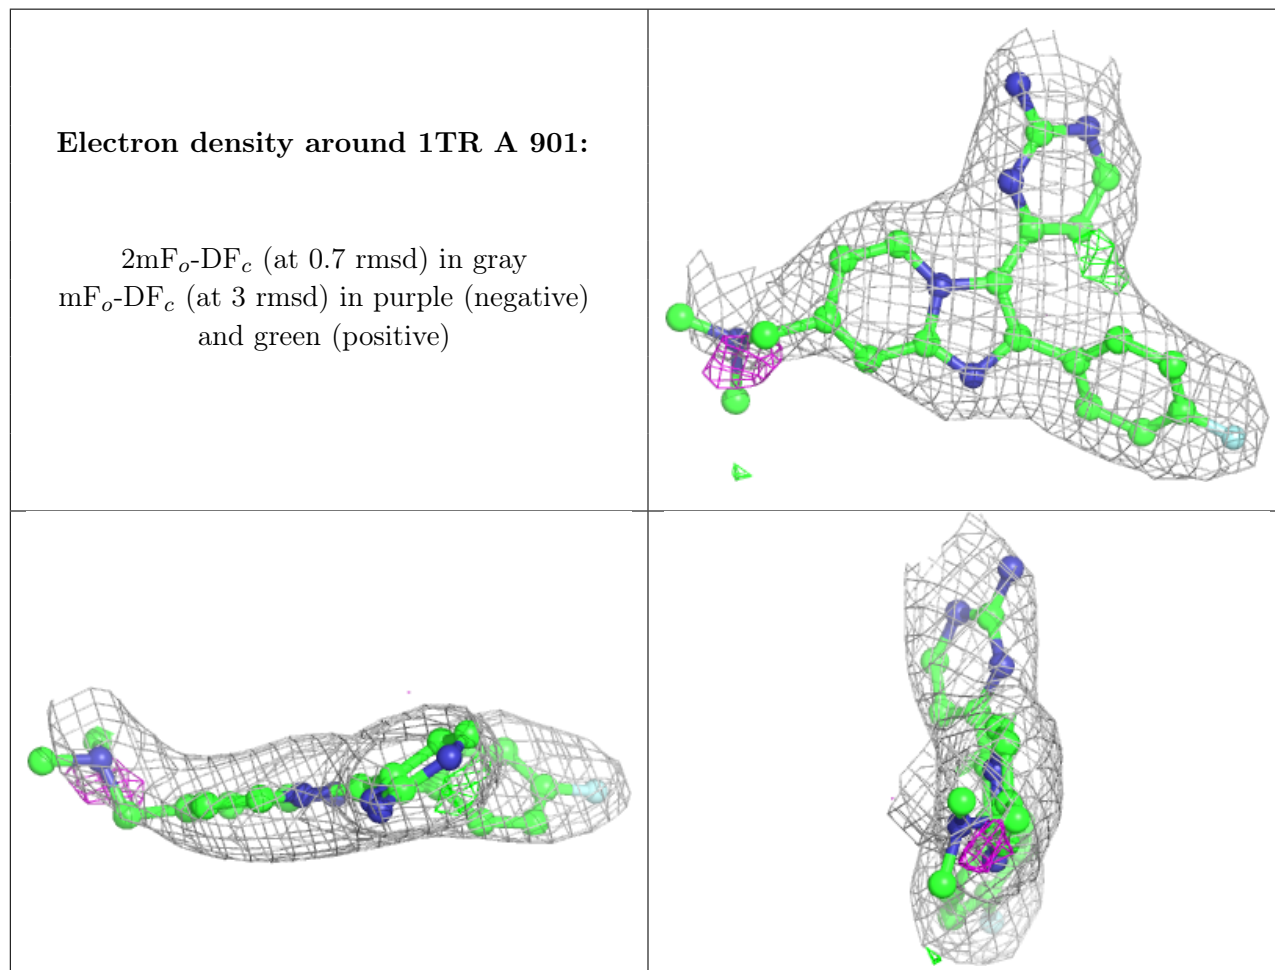 Electron density around 1TR A 901:
2mFo-DFc (at 0.7 rmsd) in gray
mFo-DFc (at 3 rmsd) in purple (negative)
and green (positive)